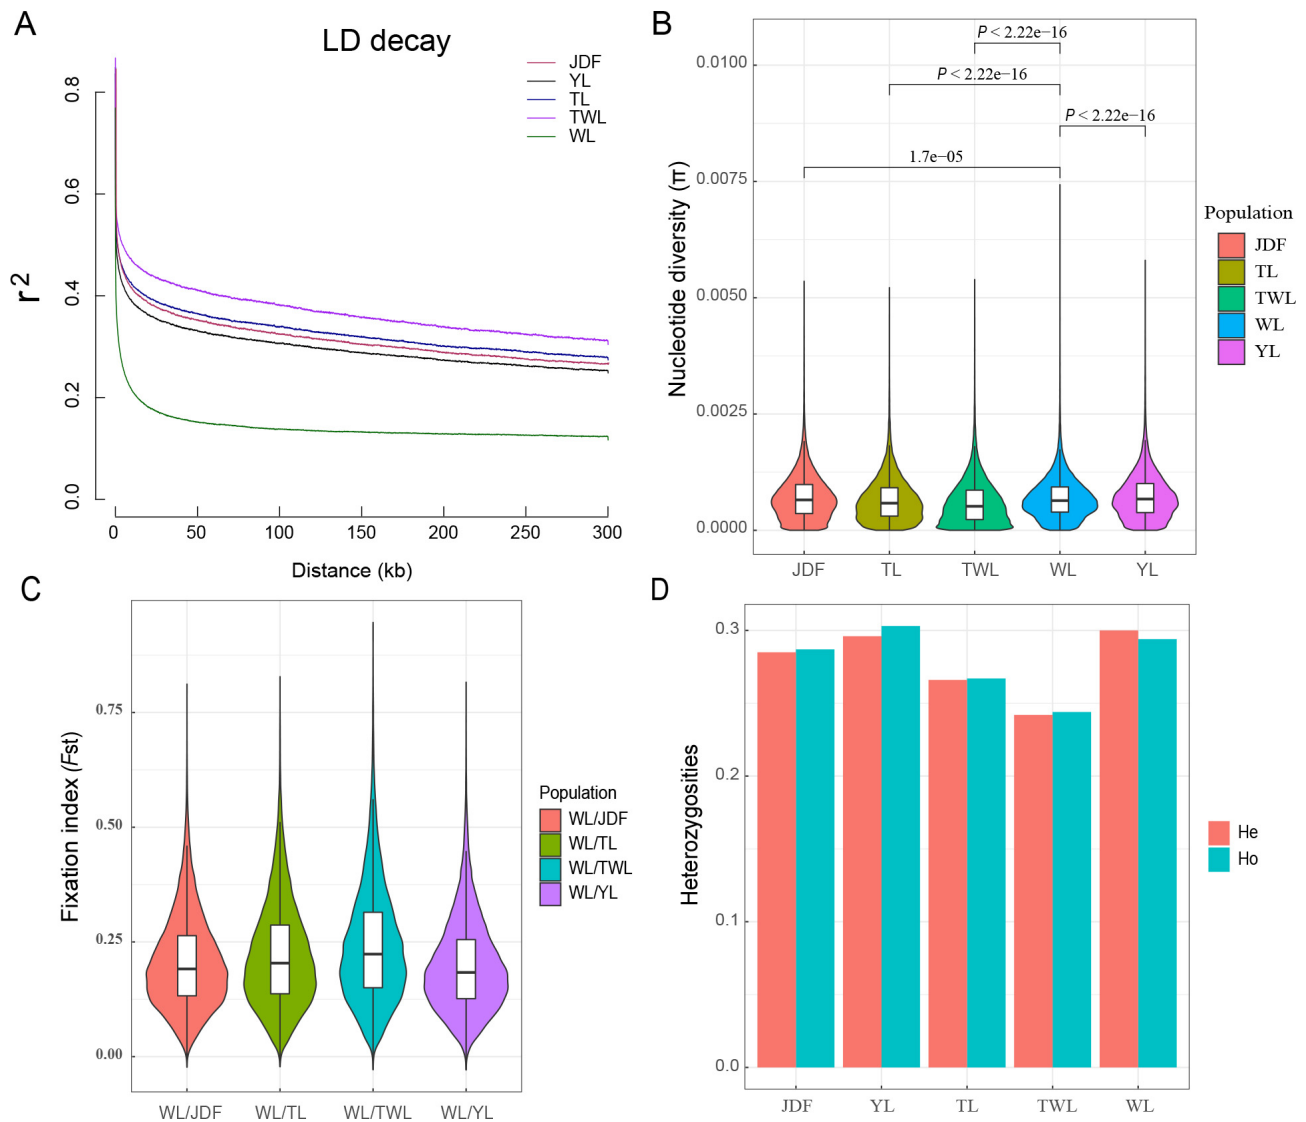 A
LD decay
JDF
YL
TL
TWL
WL
r²
0.8
0.6
0.4
0.2
0.0
0
50
100
150
200
250
300
Distance (kb)
B
P < 2.22e−16
P < 2.22e−16
P < 2.22e−16
1.7e−05
Nucleotide diversity (π)
0.0100
0.0075
0.0050
0.0025
0.0000
JDF
TL
TWL
WL
YL
Population
JDF
TL
TWL
WL
YL
C
Fixation index (Fst)
0.75
0.50
0.25
0.00
WL/JDF
WL/TL
WL/TWL
WL/YL
Population
WL/JDF
WL/TL
WL/TWL
WL/YL
D
Heterozygosities
0.3
0.2
0.1
0.0
JDF
YL
TL
TWL
WL
He
Ho